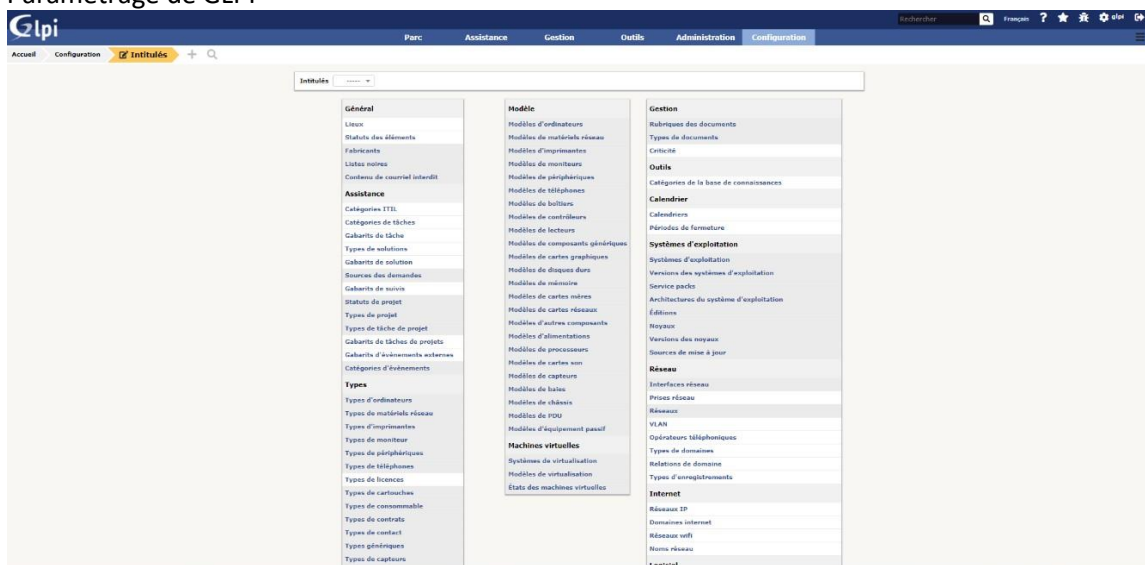 Paramétrage de GLPI
Glpi
Rechercher
Français
?
glpi
Parc
Assistance
Gestion
Outils
Administration
Configuration
Accueil
Configuration
Intitulés
Intitulés
-----
Général
Lieux
Statuts des éléments
Fabricants
Listes noires
Contenu de courriel interdit
Assistance
Catégories ITIL
Catégories de tâches
Gabarits de tâche
Types de solutions
Gabarits de solution
Sources des demandes
Gabarits de suivis
Statuts de projet
Types de projet
Types de tâche de projet
Gabarits de tâches de projets
Gabarits d'évènements externes
Catégories d'évènements
Types
Types d'ordinateurs
Types de matériels réseau
Types d'imprimantes
Types de moniteur
Types de périphériques
Types de téléphones
Types de licences
Types de cartouches
Types de consommable
Types de contrats
Types de contact
Types génériques
Types de capteurs
Modèle
Modèles d'ordinateurs
Modèles de matériels réseau
Modèles d'imprimantes
Modèles de moniteurs
Modèles de périphériques
Modèles de téléphones
Modèles de boîtiers
Modèles de contrôleurs
Modèles de lecteurs
Modèles de composants génériques
Modèles de cartes graphiques
Modèles de disques durs
Modèles de mémoire
Modèles de cartes mères
Modèles de cartes réseaux
Modèles d'autres composants
Modèles d'alimentations
Modèles de processeurs
Modèles de cartes son
Modèles de capteurs
Modèles de baies
Modèles de châssis
Modèles de PDU
Modèles d'équipement passif
Machines virtuelles
Systèmes de virtualisation
Modèles de virtualisation
États des machines virtuelles
Gestion
Rubriques des documents
Types de documents
Criticité
Outils
Catégories de la base de connaissances
Calendrier
Calendriers
Périodes de fermeture
Systèmes d'exploitation
Systèmes d'exploitation
Versions des systèmes d'exploitation
Service packs
Architectures du système d'exploitation
Éditions
Noyaux
Versions des noyaux
Sources de mise à jour
Réseau
Interfaces réseau
Prises réseau
Réseaux
VLAN
Opérateurs téléphoniques
Types de domaines
Relations de domaine
Types d'enregistrements
Internet
Réseaux IP
Domaines internet
Réseaux wifi
Noms réseau
Logiciel